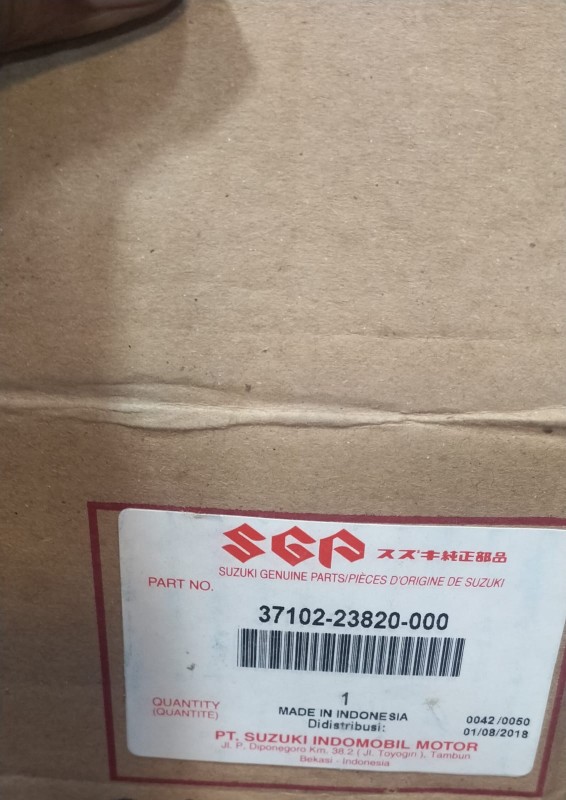 SGP スズキ純正部品
SUZUKI GENUINE PARTS/PIÈCES D'ORIGINE DE SUZUKI
PART NO.
37102-23820-000
QUANTITY
(QUANTITE)
1
MADE IN INDONESIA
Didistribusi:
0042/0050
01/08/2018
PT. SUZUKI INDOMOBIL MOTOR
Jl. P. Diponegoro Km. 38.2 ( Jl. Toyogiri ), Tambun
Bekasi - Indonesia